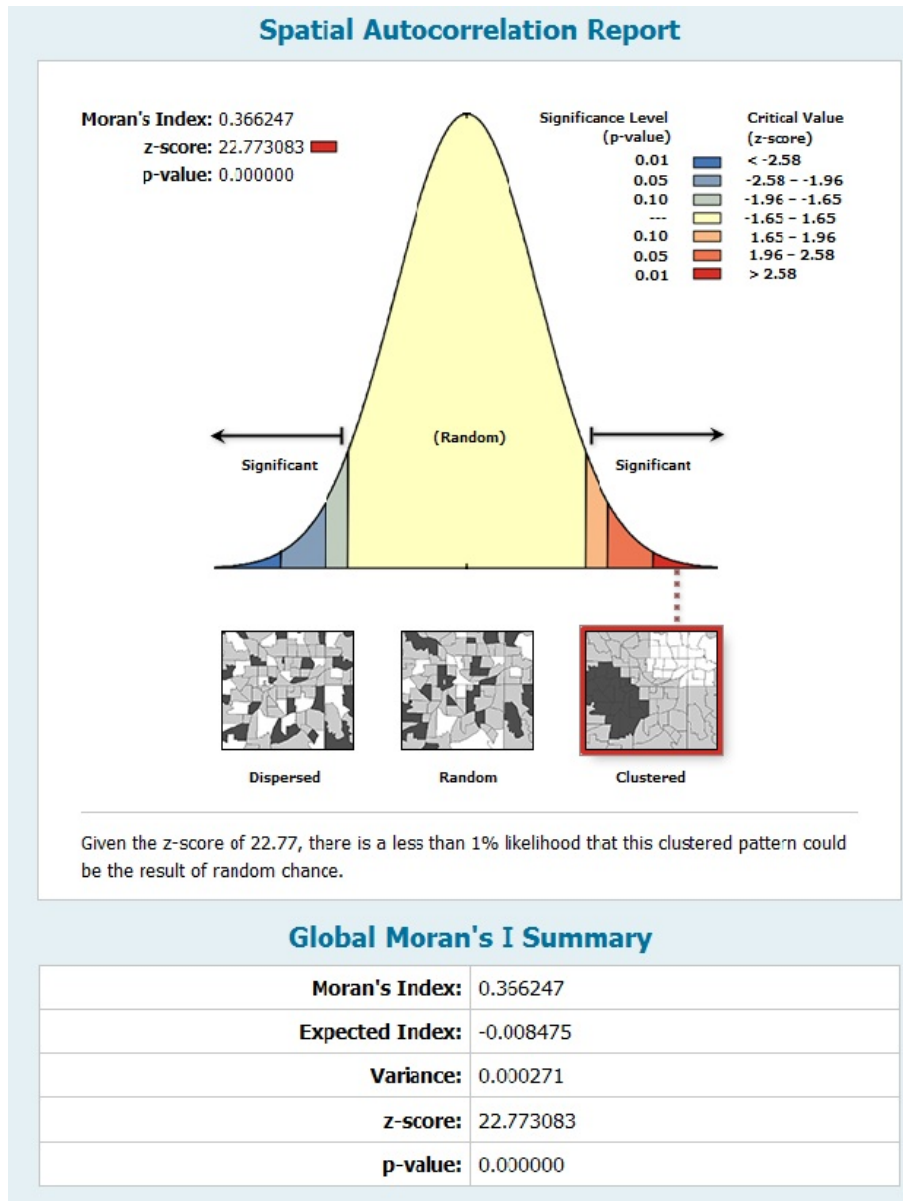 Spatial Autocorrelation Report
Moran's Index: 0.366247
z-score: 22.773083
p-value: 0.000000
Significance Level
(p-value)
Critical Value
(z-score)
0.01 < -2.58
0.05 -2.58 – -1.96
0.10 -1.96 – -1.65
--- -1.65 – 1.65
0.10 1.65 – 1.96
0.05 1.96 – 2.58
0.01 > 2.58
(Random)
Significant
Significant
Dispersed
Random
Clustered
Given the z-score of 22.77, there is a less than 1% likelihood that this clustered pattern could
be the result of random chance.
Global Moran's I Summary
Moran's Index: 0.366247
Expected Index: -0.008475
Variance: 0.000271
z-score: 22.773083
p-value: 0.000000